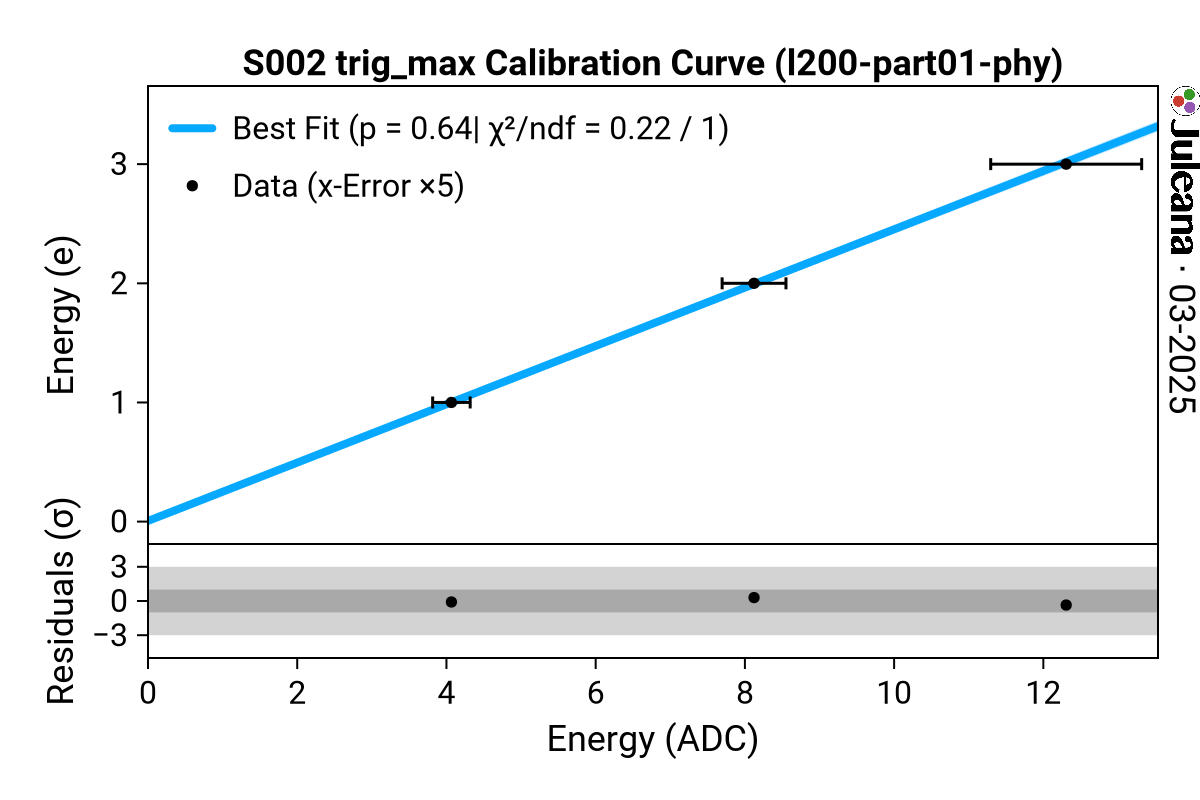 S002 trig_max Calibration Curve (l200-part01-phy)
Best Fit (p = 0.64| χ²/ndf = 0.22 / 1)
Data (x-Error ×5)
Energy (e)
3
2
1
0
Residuals (σ)
3
0
−3
0 2 4 6 8 10 12
Energy (ADC)
Juleana · 03-2025